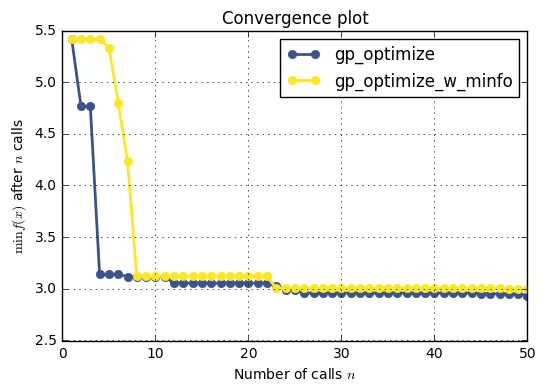 Convergence plot
5.5
5.0
4.5
4.0
3.5
3.0
2.5
min f(x) after n calls
gp_optimize
gp_optimize_w_minfo
0 10 20 30 40 50
Number of calls n